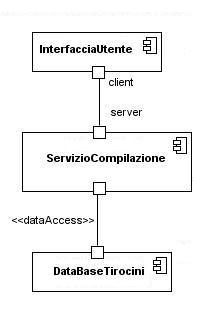 InterfacciaUtente
client
server
ServizioCompilazione
<<dataAccess>>
DataBaseTirocini